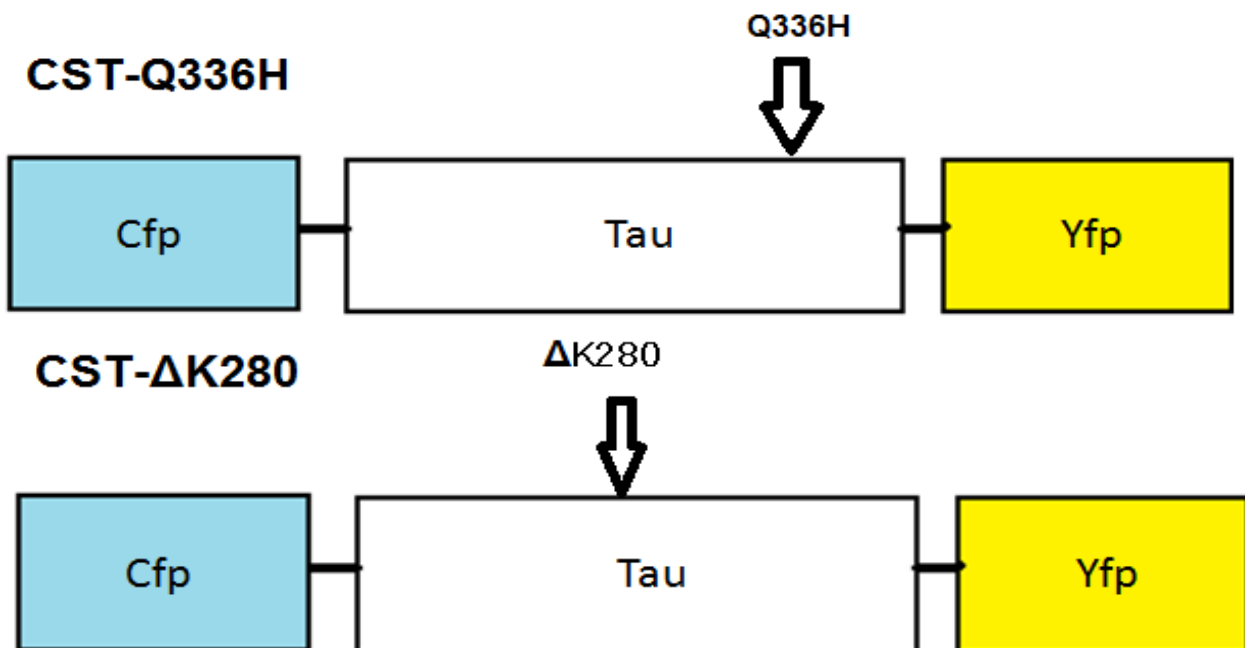 Q336H
CST-Q336H
Cfp Tau Yfp
CST-ΔK280
ΔK280
Cfp Tau Yfp